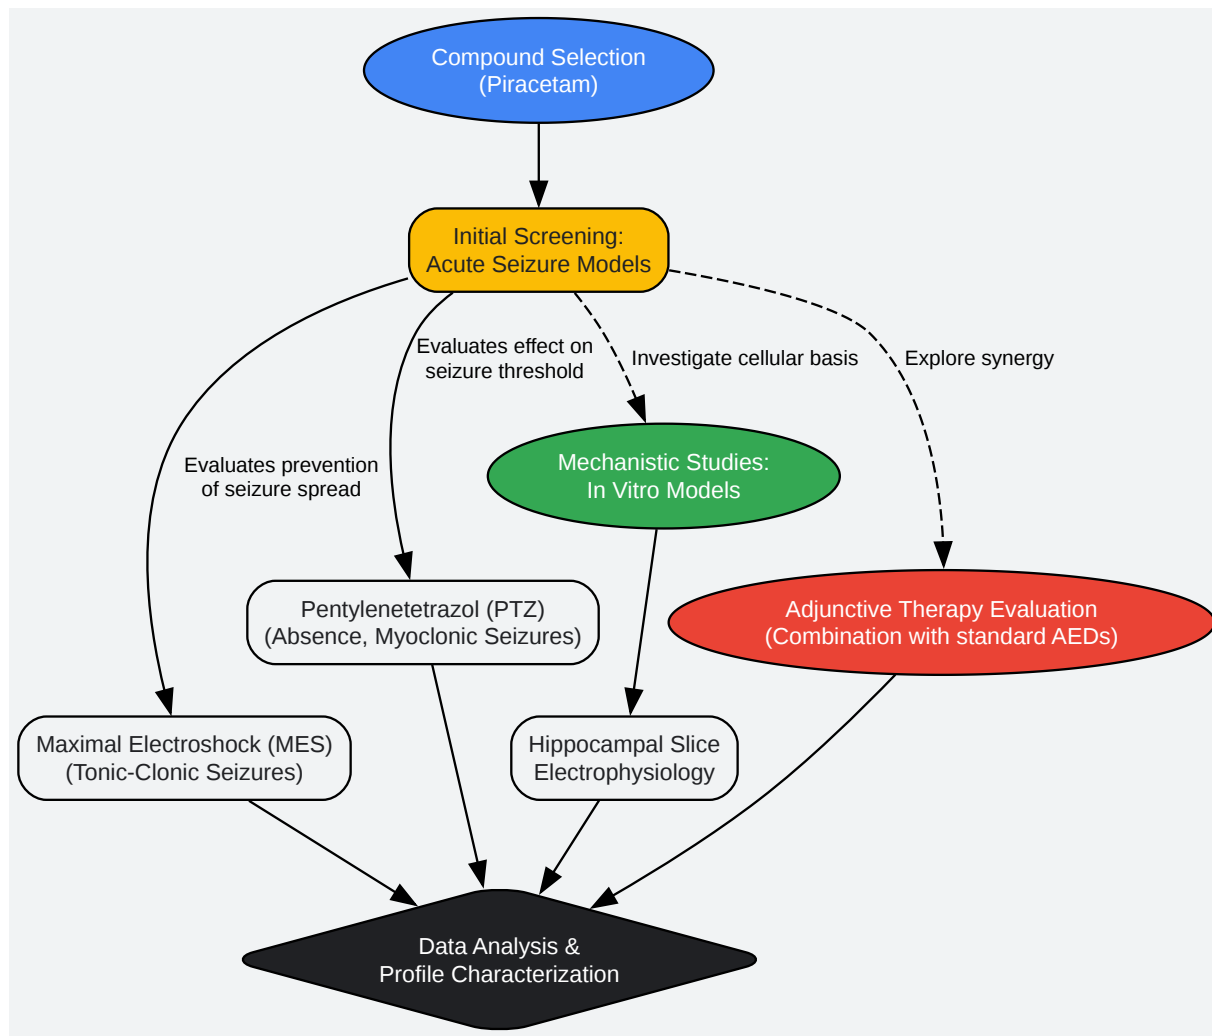 Compound Selection
(Piracetam)
Initial Screening:
Acute Seizure Models
Evaluates effect on
seizure threshold
Investigate cellular basis
Explore synergy
Evaluates prevention
of seizure spread
Mechanistic Studies:
In Vitro Models
Pentylenetetrazol (PTZ)
(Absence, Myoclonic Seizures)
Adjunctive Therapy Evaluation
(Combination with standard AEDs)
Maximal Electroshock (MES)
(Tonic-Clonic Seizures)
Hippocampal Slice
Electrophysiology
Data Analysis &
Profile Characterization